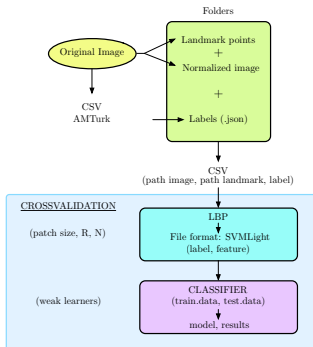 Folders
Original Image
Landmark points
+
Normalized image
+
CSV
AMTurk
Labels (.json)
CSV
(path image, path landmark, label)
CROSSVALIDATION
(patch size, R, N)
LBP
File format: SVMLight
(label, feature)
(weak learners)
CLASSIFIER
(train.data, test.data)
model, results